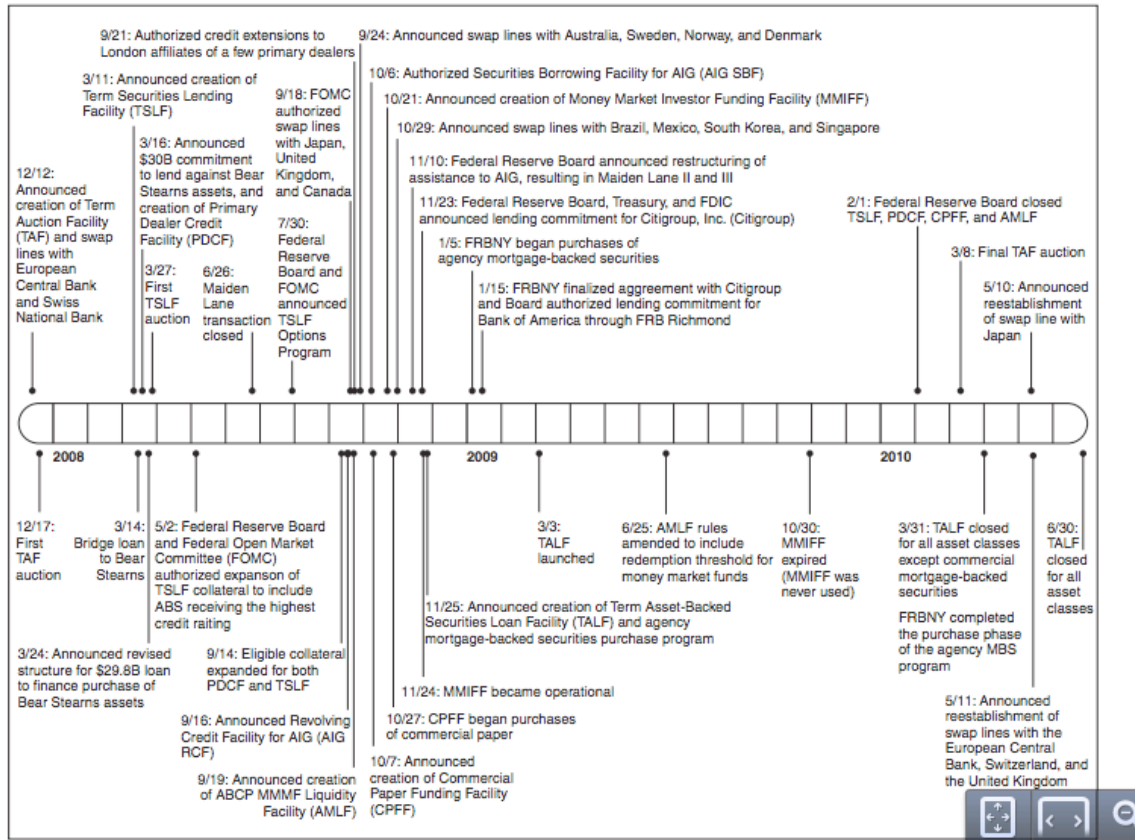 9/21: Authorized credit extensions to
London affiliates of a few primary dealers
9/24: Announced swap lines with Australia, Sweden, Norway, and Denmark
3/11: Announced creation of
Term Securities Lending
Facility (TSLF)
9/18: FOMC
authorized
swap lines
with Japan,
United
Kingdom,
and Canada
10/6: Authorized Securities Borrowing Facility for AIG (AIG SBF)
10/21: Announced creation of Money Market Investor Funding Facility (MMIFF)
10/29: Announced swap lines with Brazil, Mexico, South Korea, and Singapore
3/16: Announced
$30B commitment
to lend against Bear
Stearns assets, and
creation of Primary
Dealer Credit
Facility (PDCF)
11/10: Federal Reserve Board announced restructuring of
assistance to AIG, resulting in Maiden Lane II and III
12/12:
Announced
creation of Term
Auction Facility
(TAF) and swap
lines with
European
Central Bank
and Swiss
National Bank
11/23: Federal Reserve Board, Treasury, and FDIC
announced lending commitment for Citigroup, Inc. (Citigroup)
2/1: Federal Reserve Board closed
TSLF, PDCF, CPFF, and AMLF
7/30:
Federal
Reserve
Board and
FOMC
announced
TSLF
Options
Program
1/5: FRBNY began purchases of
agency mortgage-backed securities
3/8: Final TAF auction
3/27:
First
TSLF
auction
6/26:
Maiden
Lane
transaction
closed
1/15: FRBNY finalized aggreement with Citigroup
and Board authorized lending commitment for
Bank of America through FRB Richmond
5/10: Announced
reestablishment
of swap line with
Japan
2008
2009
2010
12/17:
First
TAF
auction
3/14:
Bridge loan
to Bear
Stearns
5/2: Federal Reserve Board
and Federal Open Market
Committee (FOMC)
authorized expanson of
TSLF collateral to include
ABS receiving the highest
credit raiting
3/3:
TALF
launched
6/25: AMLF rules
amended to include
redemption threshold for
money market funds
10/30:
MMIFF
expired
(MMIFF was
never used)
3/31: TALF closed
for all asset classes
except commercial
mortgage-backed
securities
FRBNY completed
the purchase phase
of the agency MBS
program
6/30: TALF
closed
for all
asset
classes
11/25: Announced creation of Term Asset-Backed
Securities Loan Facility (TALF) and agency
mortgage-backed securities purchase program
3/24: Announced revised
structure for $29.8B loan
to finance purchase of
Bear Stearns assets
9/14: Eligible collateral
expanded for both
PDCF and TSLF
11/24: MMIFF became operational
5/11: Announced
reestablishment of
swap lines with the
European Central
Bank, Switzerland, and
the United Kingdom
9/16: Announced Revolving
Credit Facility for AIG (AIG
RCF)
10/27: CPFF began purchases
of commercial paper
10/7: Announced
creation of Commercial
Paper Funding Facility
(CPFF)
9/19: Announced creation
of ABCP MMMF Liquidity
Facility (AMLF)